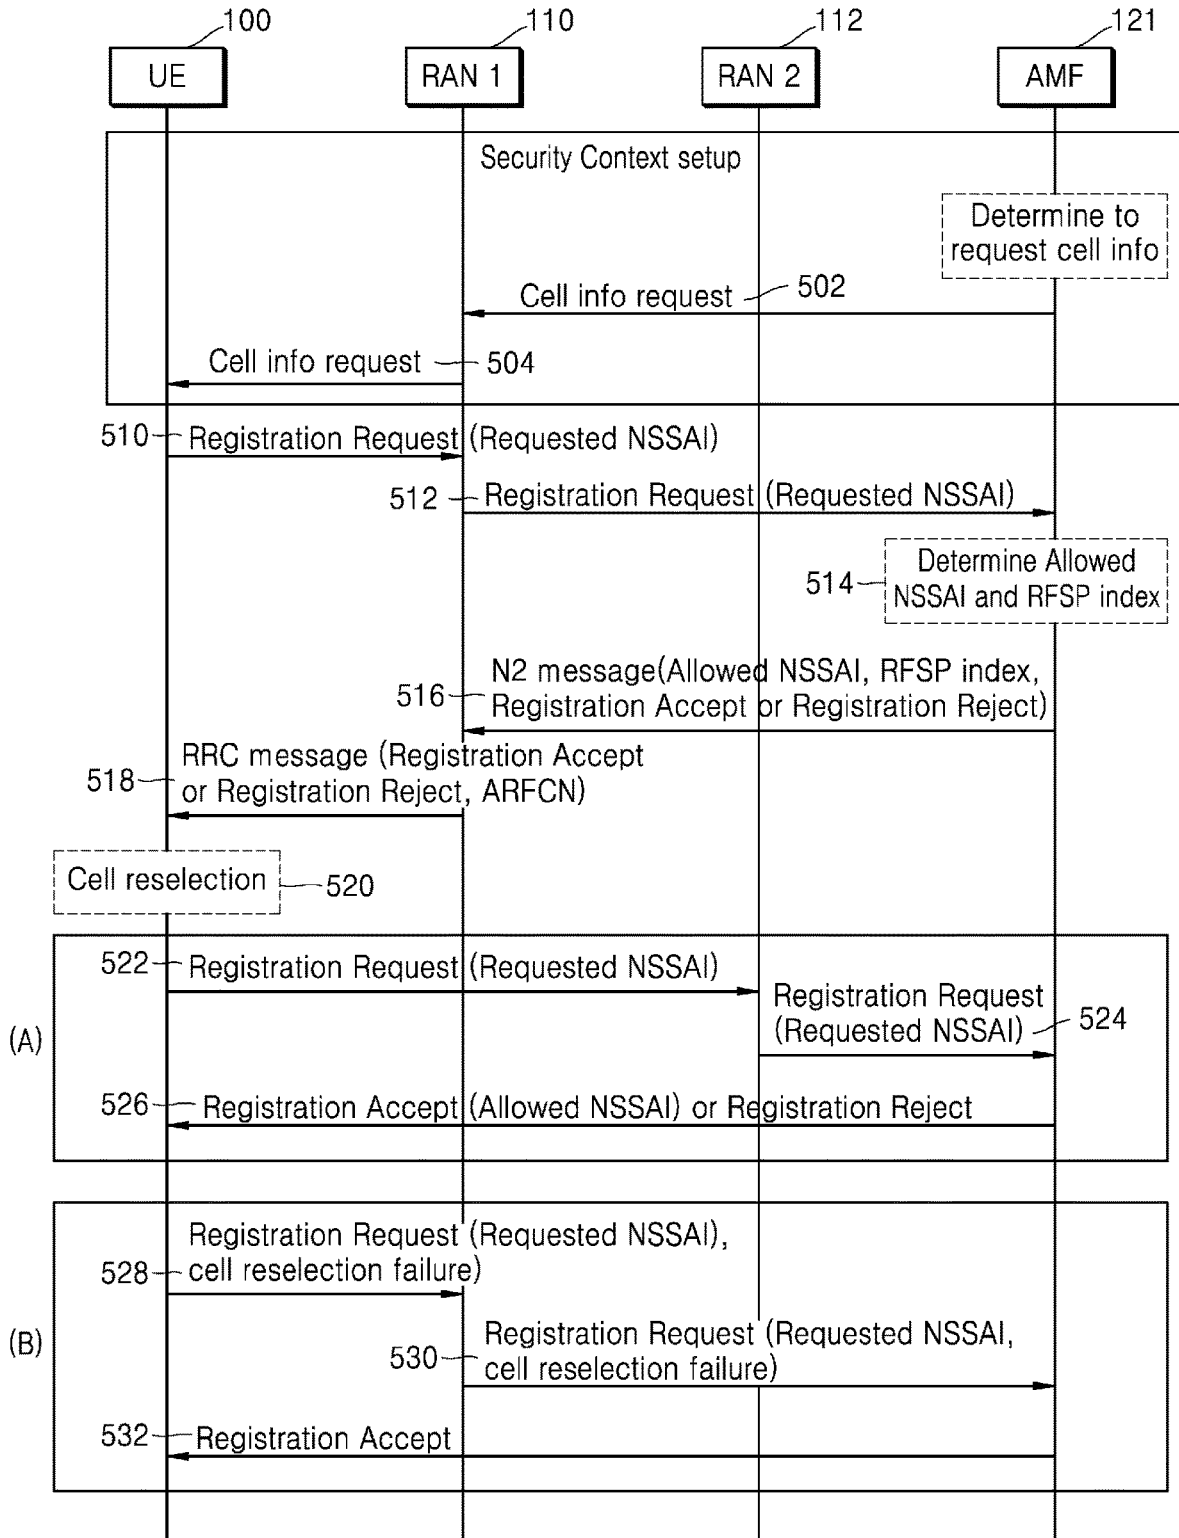 100
110
112
121
UE
RAN 1
RAN 2
AMF
Security Context setup
Determine to
request cell info
Cell info request
502
Cell info request
504
510
Registration Request (Requested NSSAI)
512
Registration Request (Requested NSSAI)
514
Determine Allowed
NSSAI and RFSP index
516
N2 message(Allowed NSSAI, RFSP index,
Registration Accept or Registration Reject)
518
RRC message (Registration Accept
or Registration Reject, ARFCN)
Cell reselection
520
(A)
522
Registration Request (Requested NSSAI)
Registration Request
(Requested NSSAI)
524
526
Registration Accept (Allowed NSSAI) or Registration Reject
(B)
528
Registration Request (Requested NSSAI),
cell reselection failure)
530
Registration Request (Requested NSSAI,
cell reselection failure)
532
Registration Accept